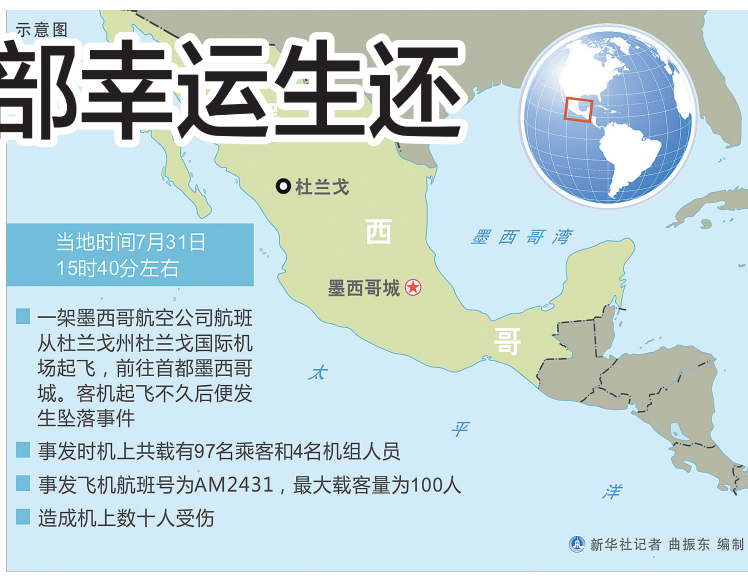 示意图
部幸运生还
杜兰戈
西
墨西哥湾
当地时间7月31日
15时40分左右
墨西哥城
哥
一架墨西哥航空公司航班
从杜兰戈州杜兰戈国际机
场起飞，前往首都墨西哥
城。客机起飞不久后便发
生坠落事件
太
平
洋
事发时机上共载有97名乘客和4名机组人员
事发飞机航班号为AM2431，最大载客量为100人
造成机上数十人受伤
新华社记者 曲振东 编制